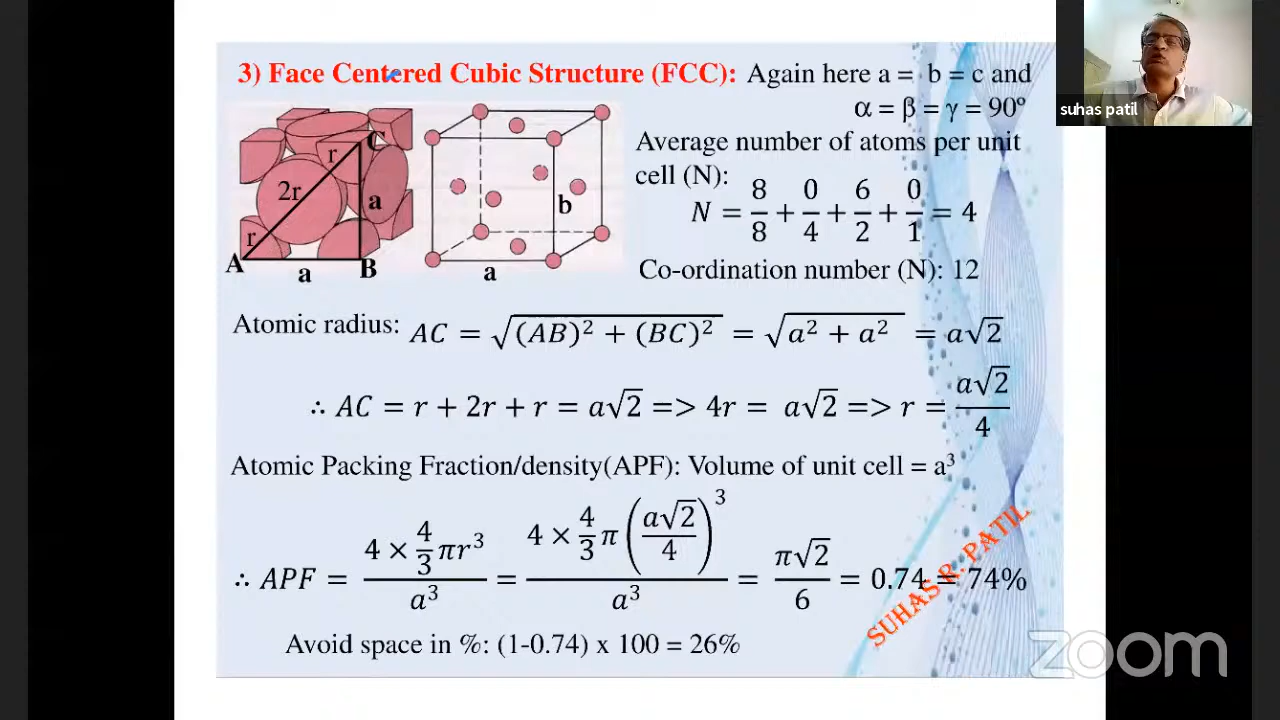 3) Face Centered Cubic Structure (FCC): Again here a = b = c and
α = β = γ = 90º
suhas patil
Average number of atoms per unit
cell (N):
N = 8/8 + 0/4 + 6/2 + 0/1 = 4
Co-ordination number (N): 12
r
C
2r
a
r
A
a
B
b
a
Atomic radius: AC = √((AB)² + (BC)²) = √(a² + a²) = a√2
∴ AC = r + 2r + r = a√2 => 4r = a√2 => r = a√2/4
Atomic Packing Fraction/density(APF): Volume of unit cell = a³
∴ APF = (4 × 4/3 πr³)/a³ = (4 × 4/3 π (a√2/4)³)/a³ = π√2/6 = 0.74 = 74%
SUHAS R. PATIL
Avoid space in %: (1-0.74) x 100 = 26%
zoom